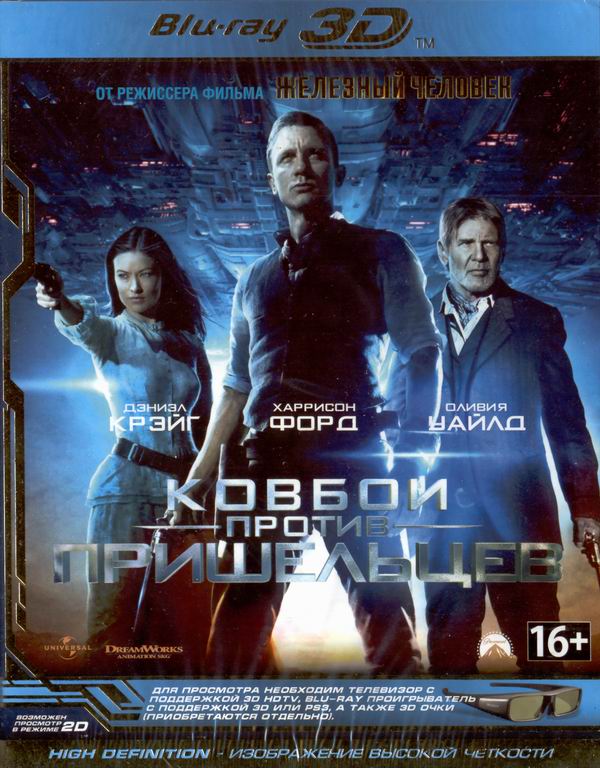 Blu-ray 3D TM
ОТ РЕЖИССЕРА ФИЛЬМА ЖЕЛЕЗНЫЙ ЧЕЛОВЕК
ДЭНИЭЛ КРЭЙГ
ХАРРИСОН ФОРД
ОЛИВИЯ УАЙЛД
КОВБОИ
ПРОТИВ
ПРИШЕЛЬЦЕВ
UNIVERSAL
DREAMWORKS
ANIMATION SKG
16+
ДЛЯ ПРОСМОТРА НЕОБХОДИМ ТЕЛЕВИЗОР С
ПОДДЕРЖКОЙ 3D HDTV, BLU-RAY ПРОИГРЫВАТЕЛЬ
С ПОДДЕРЖКОЙ 3D ИЛИ PS3, А ТАКЖЕ 3D ОЧКИ
(ПРИОБРЕТАЮТСЯ ОТДЕЛЬНО).
ВОЗМОЖЕН
ПРОСМОТР
В РЕЖИМЕ 2D
HIGH DEFINITION - ИЗОБРАЖЕНИЕ ВЫСОКОЙ ЧЕТКОСТИ